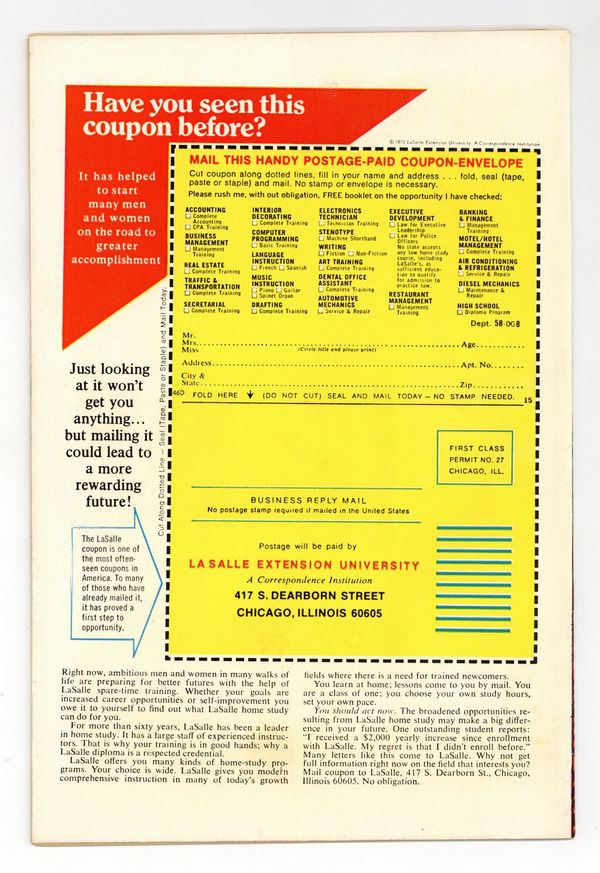 Have you seen this
coupon before?
It has helped
to start
many men
and women
on the road to
greater
accomplishment
Just looking
at it won't
get you
anything...
but mailing it
could lead to
a more
rewarding
future!
The LaSalle
coupon is one of
the most often-
seen coupons in
America. To many
of those who have
already mailed it,
it has proved a
first step to
opportunity.
Cut Along Dotted Line — Seal (Tape, Paste or Staple) and Mail Today.
© 1972 LaSalle Extension University. A Correspondence Institution
MAIL THIS HANDY POSTAGE-PAID COUPON-ENVELOPE
Cut coupon along dotted lines, fill in your name and address . . . fold, seal (tape,
paste or staple) and mail. No stamp or envelope is necessary.
Please rush me, with out obligation, FREE booklet on the opportunity I have checked:
ACCOUNTING
Complete
Accounting
CPA Training
BUSINESS
MANAGEMENT
Management
Training
REAL ESTATE
Complete Training
TRAFFIC &
TRANSPORTATION
Complete Training
SECRETARIAL
Complete Training
INTERIOR
DECORATING
Complete Training
COMPUTER
PROGRAMMING
Basic Training
LANGUAGE
INSTRUCTION
French Spanish
MUSIC
INSTRUCTION
Piano Guitar
Spinet Organ
DRAFTING
Complete Training
ELECTRONICS
TECHNICIAN
Technician Training
STENOTYPE
Machine Shorthand
WRITING
Fiction Non-Fiction
ART TRAINING
Complete Training
DENTAL OFFICE
ASSISTANT
Complete Training
AUTOMOTIVE
MECHANICS
Service & Repair
EXECUTIVE
DEVELOPMENT
Law for Executive
Leadership
Law for Police
Officers
No state accepts
any law home study
course, including
LaSalle's, as
sufficient educa-
tion to qualify
for admission to
practice law.
RESTAURANT
MANAGEMENT
Management
Training
BANKING
& FINANCE
Management
Training
MOTEL/HOTEL
MANAGEMENT
Complete Training
AIR CONDITIONING
& REFRIGERATION
Service & Repair
DIESEL MECHANICS
Maintenance &
Repair
HIGH SCHOOL
Diploma Program
Dept. 58-008
Mr.
Mrs.
Miss (Circle title and please print) Age
Address Apt. No.
City &
State Zip
46D FOLD HERE (DO NOT CUT) SEAL AND MAIL TODAY — NO STAMP NEEDED. 15
FIRST CLASS
PERMIT NO. 27
CHICAGO, ILL.
BUSINESS REPLY MAIL
No postage stamp required if mailed in the United States
Postage will be paid by
LA SALLE EXTENSION UNIVERSITY
A Correspondence Institution
417 S. DEARBORN STREET
CHICAGO, ILLINOIS 60605
Right now, ambitious men and women in many walks of
life are preparing for better futures with the help of
LaSalle spare-time training. Whether your goals are
increased career opportunities or self-improvement you
owe it to yourself to find out what LaSalle home study
can do for you.
For more than sixty years, LaSalle has been a leader
in home study. It has a large staff of experienced instruc-
tors. That is why your training is in good hands; why a
LaSalle diploma is a respected credential.
LaSalle offers you many kinds of home-study pro-
grams. Your choice is wide. LaSalle gives you modern
comprehensive instruction in many of today's growth
fields where there is a need for trained newcomers.
You learn at home; lessons come to you by mail. You
are a class of one; you choose your own study hours,
set your own pace.
You should act now. The broadened opportunities re-
sulting from LaSalle home study may make a big differ-
ence in your future. One outstanding student reports:
"I received a $2,000 yearly increase since enrollment
with LaSalle. My regret is that I didn't enroll before."
Many letters like this come to LaSalle. Why not get
full information right now on the field that interests you?
Mail coupon to LaSalle, 417 S. Dearborn St., Chicago,
Illinois 60605. No obligation.